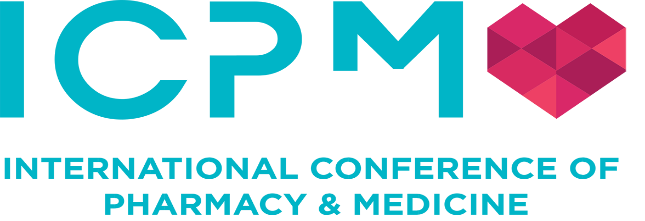 ICPM
INTERNATIONAL CONFERENCE OF
PHARMACY & MEDICINE